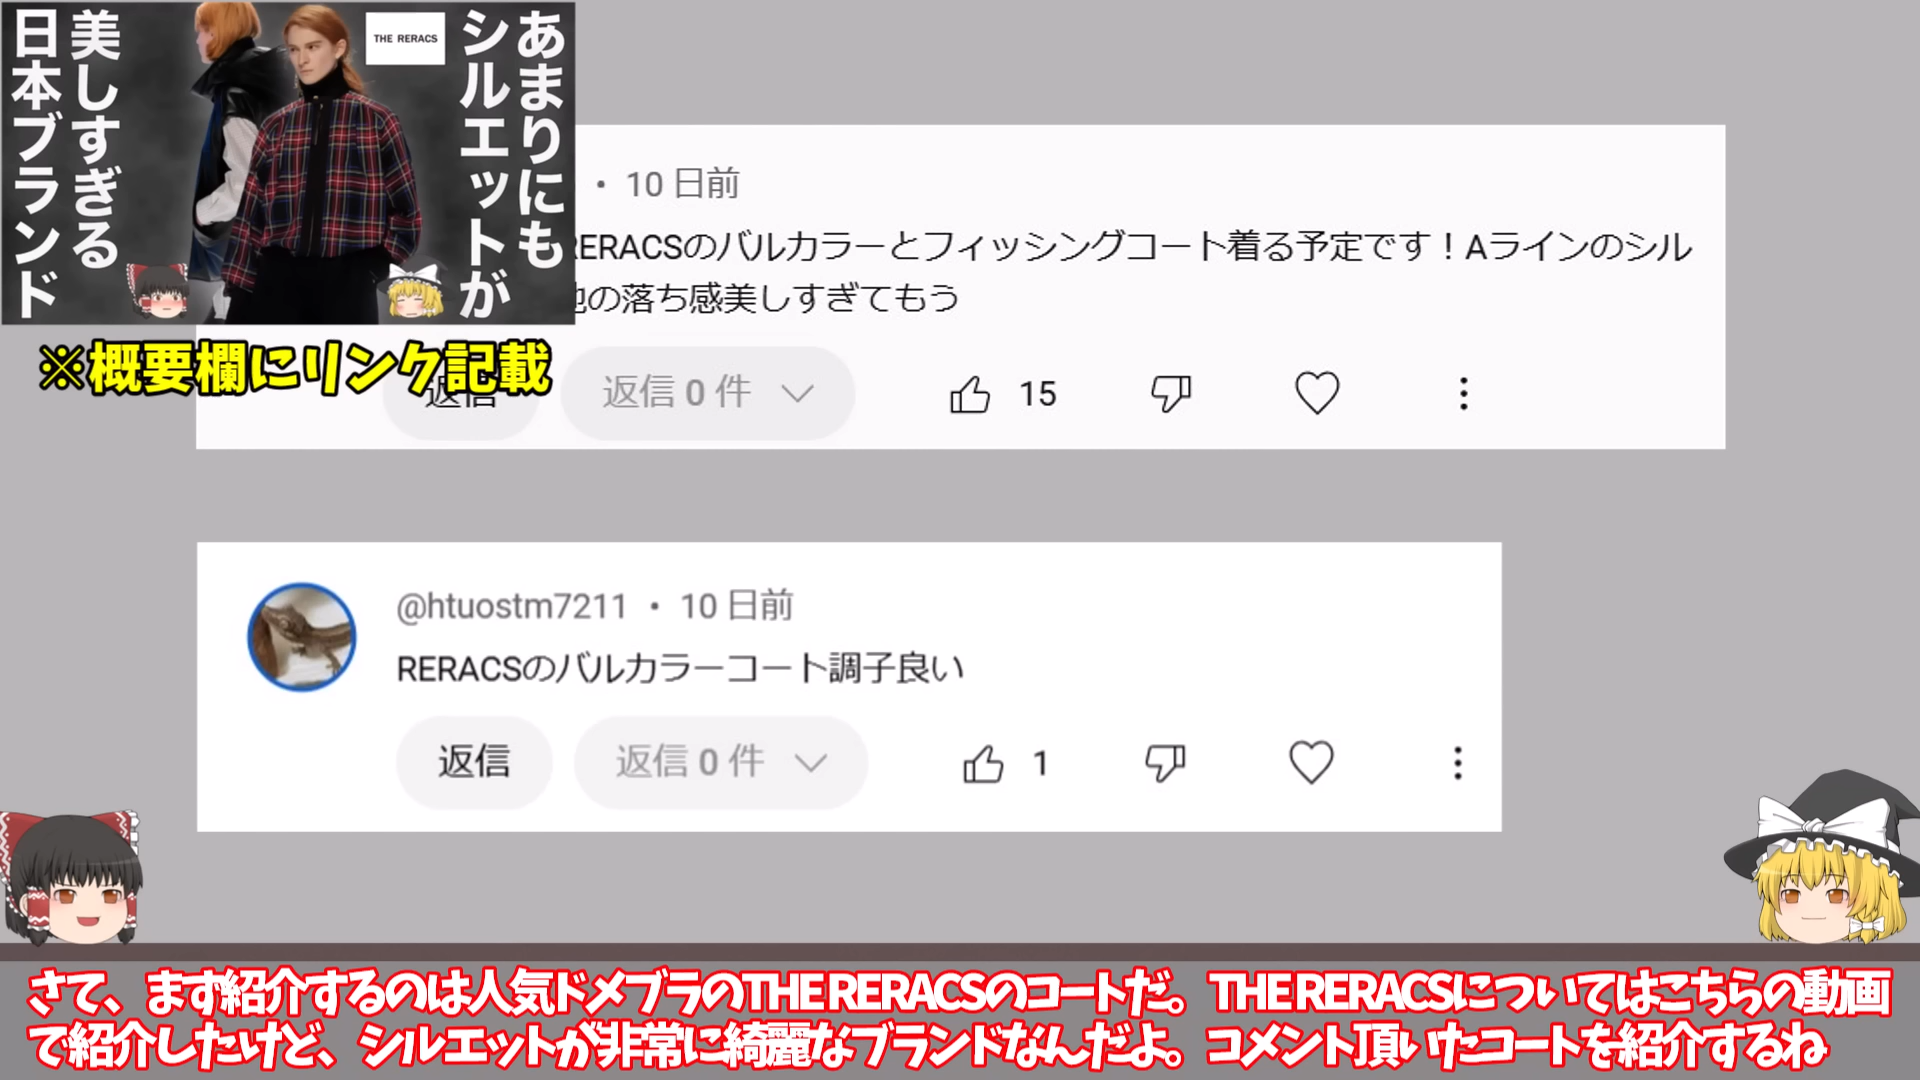 あまりにも
シルエットが
美しすぎる
日本ブランド
THE RERACS
※概要欄にリンク記載
・ 10 日前
RERACSのバルカラーとフィッシングコート着る予定です！Aラインのシル
の落ち感美しすぎてもう
返信
返信 0 件
15
@htuostm7211 ・ 10 日前
RERACSのバルカラーコート調子良い
返信
返信 0 件
1
さて、まず紹介するのは人気ドメブラのTHE RERACSのコートだ。THE RERACSについてはこちらの動画
で紹介したけど、シルエットが非常に綺麗なブランドなんだよ。コメント頂いたコートを紹介するね